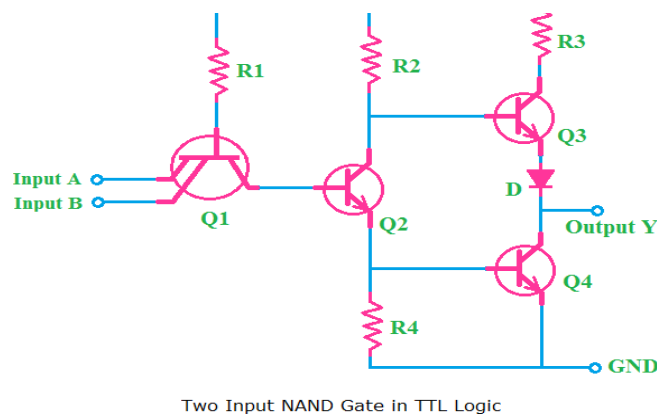 R1
R2
R3
Q3
Input A
Input B
Q1
Q2
D
Output Y
Q4
R4
GND
Two Input NAND Gate in TTL Logic